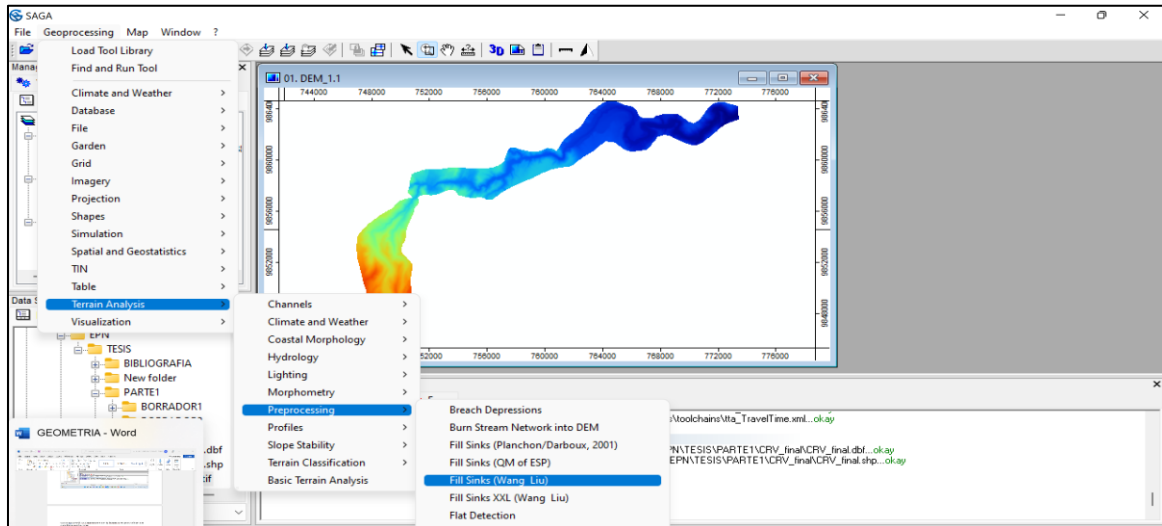 SAGA
File Geoprocessing Map Window ?
3D
Load Tool Library
Find and Run Tool
Climate and Weather
Database
File
Garden
Grid
Imagery
Projection
Shapes
Simulation
Spatial and Geostatistics
TIN
Table
Terrain Analysis
Visualization
Channels
Climate and Weather
Coastal Morphology
Hydrology
Lighting
Morphometry
Preprocessing
Profiles
Slope Stability
Terrain Classification
Basic Terrain Analysis
Breach Depressions
Burn Stream Network into DEM
Fill Sinks (Planchon/Darboux, 2001)
Fill Sinks (QM of ESP)
Fill Sinks (Wang Liu)
Fill Sinks XXL (Wang Liu)
Flat Detection
01. DEM_1.1
744000 748000 752000 756000 760000 764000 768000 772000 776000
9860000
9856000
9852000
9860000
9856000
9852000
756000 760000 764000 768000 772000 776000
EPN
TESIS
BIBLIOGRAFIA
New folder
PARTE1
BORRADOR1
GEOMETRIA - Word
.dbf
.shp
\toolchains\tta_TravelTime.xml...okay
\TESIS\PARTE1\CRV_final\CRV_final.dbf...okay
EPN\TESIS\PARTE1\CRV_final\CRV_final.shp...okay